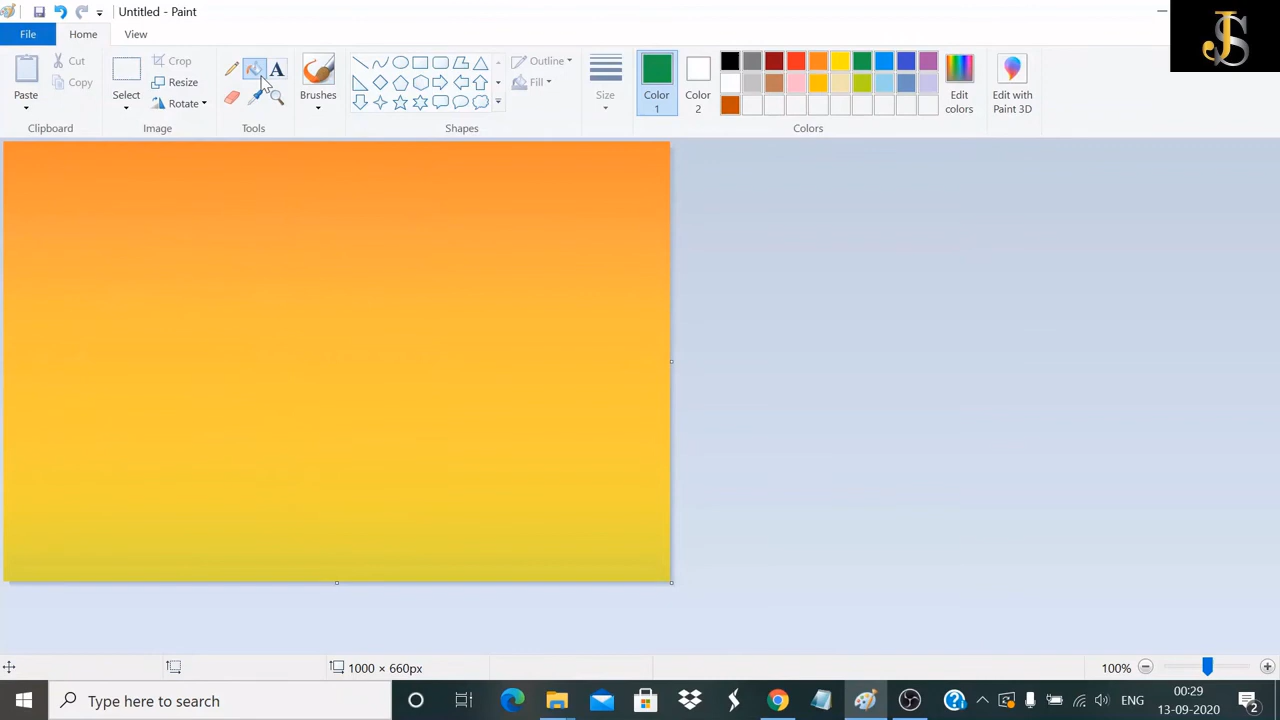 Untitled - Paint
File
Home
View
Paste
Cut
Copy
Clipboard
Select
Crop
Resize
Rotate
Image
A
Tools
Brushes
Shapes
Outline
Fill
Size
Color 1
Color 2
Colors
Edit colors
Edit with Paint 3D
JS
1000 × 660px
100%
Type here to search
ENG
00:29
13-09-2020
2